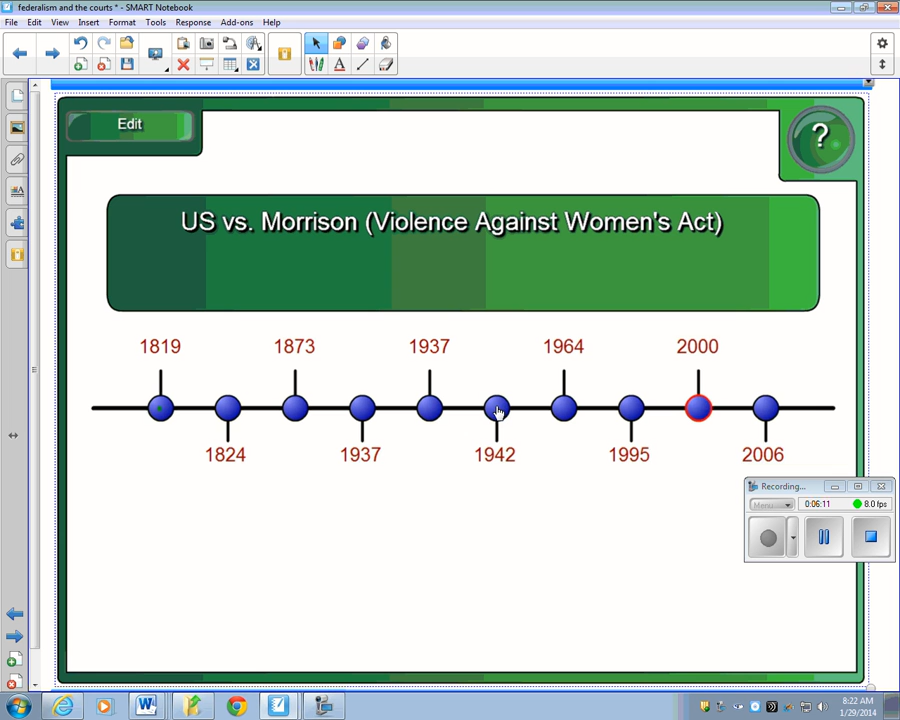 federalism and the courts * - SMART Notebook
File Edit View Insert Format Tools Response Add-ons Help
Edit
?
US vs. Morrison (Violence Against Women's Act)
1819 1873 1937 1964 2000
1824 1937 1942 1995 2006
Recording...
Menu 0:06:11 8.0 fps
8:22 AM
1/29/2014